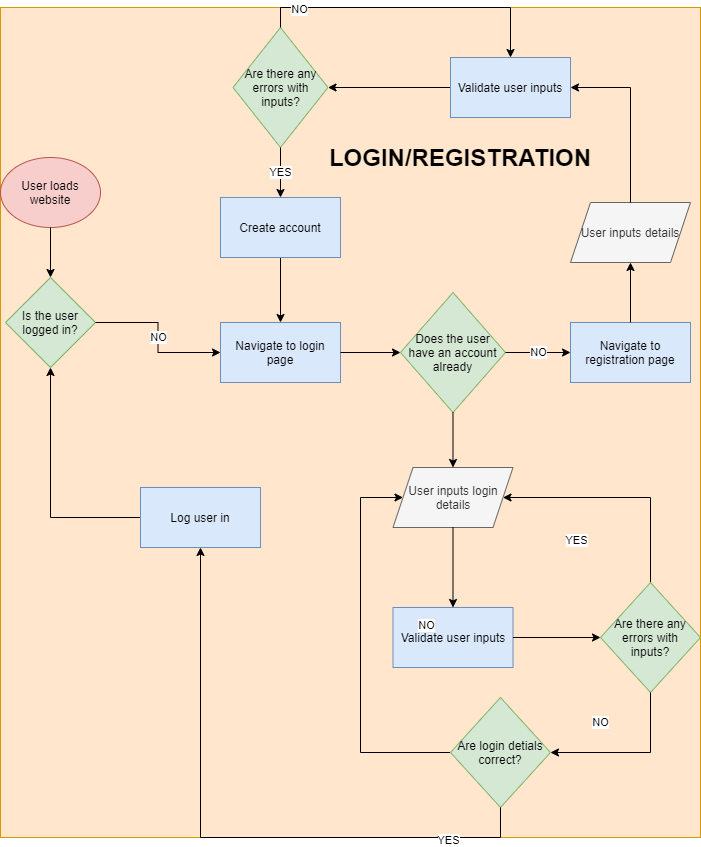 NO
Are there any
errors with
inputs?
Validate user inputs
LOGIN/REGISTRATION
YES
User loads
website
Create account
User inputs details
Is the user
logged in?
NO
Navigate to login
page
Does the user
have an account
already
NO
Navigate to
registration page
User inputs login
details
Log user in
YES
NO
Validate user inputs
Are there any
errors with
inputs?
NO
Are login detials
correct?
YES